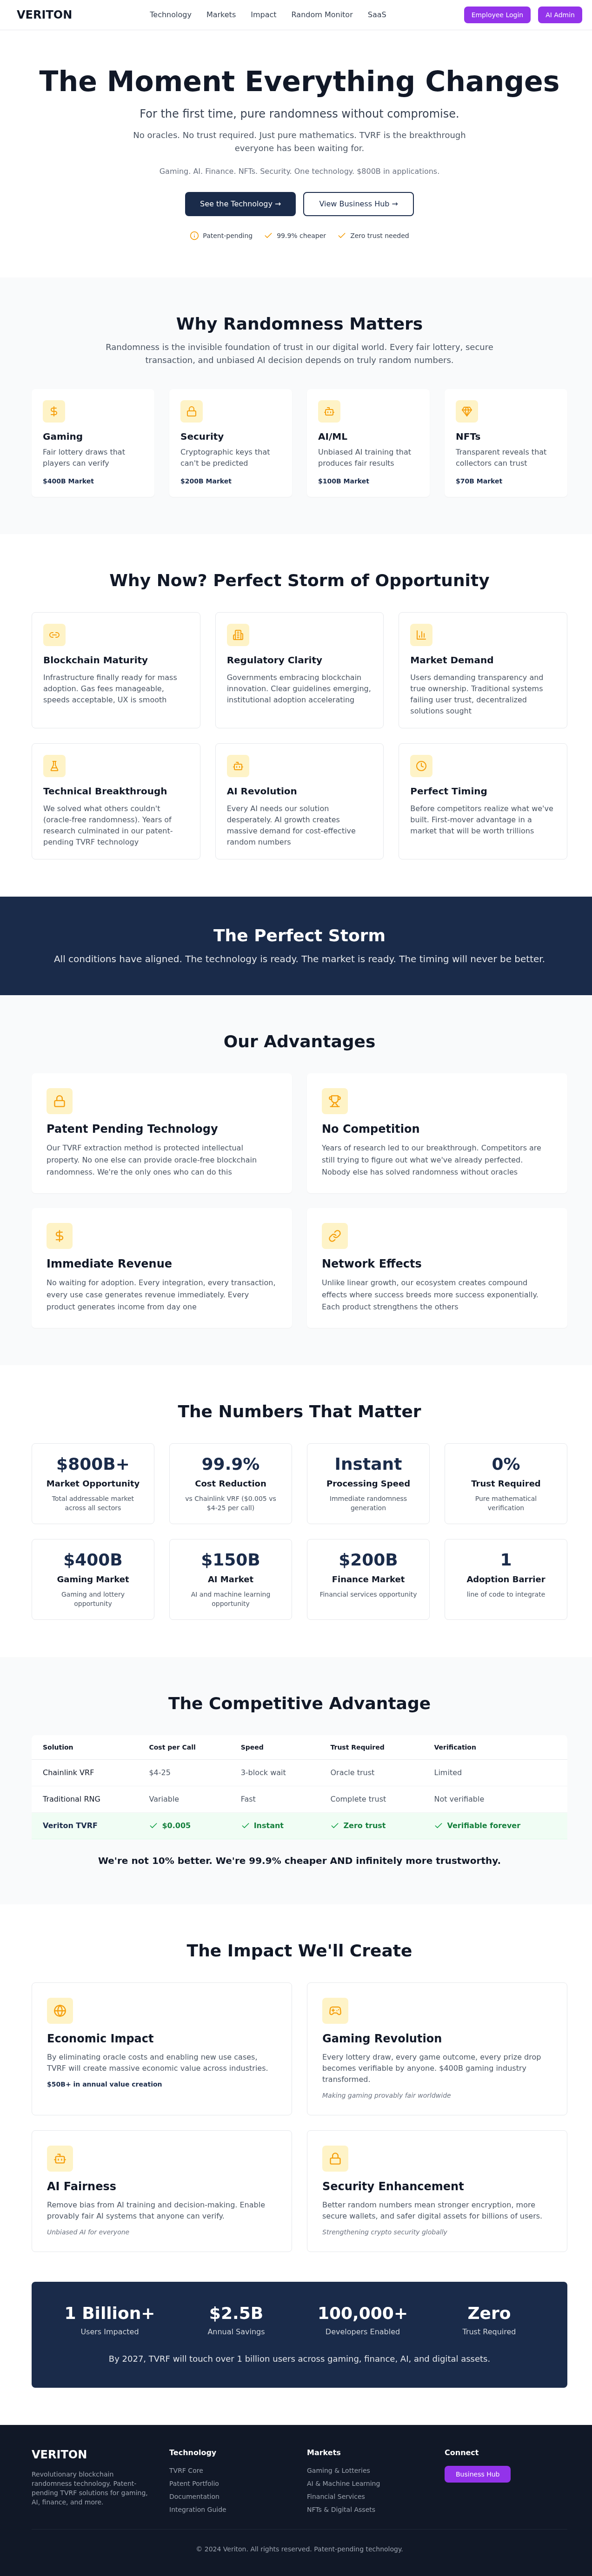 VERITON
Technology Markets Impact Random Monitor SaaS
Employee Login AI Admin
The Moment Everything Changes
For the first time, pure randomness without compromise.
No oracles. No trust required. Just pure mathematics. TVRF is the breakthrough
everyone has been waiting for.
Gaming. AI. Finance. NFTs. Security. One technology. $800B in applications.
See the Technology → View Business Hub →
Patent-pending 99.9% cheaper Zero trust needed
Why Randomness Matters
Randomness is the invisible foundation of trust in our digital world. Every fair lottery, secure
transaction, and unbiased AI decision depends on truly random numbers.
Gaming
Fair lottery draws that
players can verify
$400B Market
Security
Cryptographic keys that
can't be predicted
$200B Market
AI/ML
Unbiased AI training that
produces fair results
$100B Market
NFTs
Transparent reveals that
collectors can trust
$70B Market
Why Now? Perfect Storm of Opportunity
Blockchain Maturity
Infrastructure finally ready for mass
adoption. Gas fees manageable,
speeds acceptable, UX is smooth
Regulatory Clarity
Governments embracing blockchain
innovation. Clear guidelines emerging,
institutional adoption accelerating
Market Demand
Users demanding transparency and
true ownership. Traditional systems
failing user trust, decentralized
solutions sought
Technical Breakthrough
We solved what others couldn't
(oracle-free randomness). Years of
research culminated in our patent-
pending TVRF technology
AI Revolution
Every AI needs our solution
desperately. AI growth creates
massive demand for cost-effective
random numbers
Perfect Timing
Before competitors realize what we've
built. First-mover advantage in a
market that will be worth trillions
The Perfect Storm
All conditions have aligned. The technology is ready. The market is ready. The timing will never be better.
Our Advantages
Patent Pending Technology
Our TVRF extraction method is protected intellectual
property. No one else can provide oracle-free blockchain
randomness. We're the only ones who can do this
No Competition
Years of research led to our breakthrough. Competitors are
still trying to figure out what we've already perfected.
Nobody else has solved randomness without oracles
Immediate Revenue
No waiting for adoption. Every integration, every transaction,
every use case generates revenue immediately. Every
product generates income from day one
Network Effects
Unlike linear growth, our ecosystem creates compound
effects where success breeds more success exponentially.
Each product strengthens the others
The Numbers That Matter
$800B+
Market Opportunity
Total addressable market
across all sectors
99.9%
Cost Reduction
vs Chainlink VRF ($0.005 vs
$4-25 per call)
Instant
Processing Speed
Immediate randomness
generation
0%
Trust Required
Pure mathematical
verification
$400B
Gaming Market
Gaming and lottery
opportunity
$150B
AI Market
AI and machine learning
opportunity
$200B
Finance Market
Financial services opportunity
1
Adoption Barrier
line of code to integrate
The Competitive Advantage
Solution Cost per Call Speed Trust Required Verification
Chainlink VRF $4-25 3-block wait Oracle trust Limited
Traditional RNG Variable Fast Complete trust Not verifiable
Veriton TVRF $0.005 Instant Zero trust Verifiable forever
We're not 10% better. We're 99.9% cheaper AND infinitely more trustworthy.
The Impact We'll Create
Economic Impact
By eliminating oracle costs and enabling new use cases,
TVRF will create massive economic value across industries.
$50B+ in annual value creation
Gaming Revolution
Every lottery draw, every game outcome, every prize drop
becomes verifiable by anyone. $400B gaming industry
transformed.
Making gaming provably fair worldwide
AI Fairness
Remove bias from AI training and decision-making. Enable
provably fair AI systems that anyone can verify.
Unbiased AI for everyone
Security Enhancement
Better random numbers mean stronger encryption, more
secure wallets, and safer digital assets for billions of users.
Strengthening crypto security globally
1 Billion+
Users Impacted
$2.5B
Annual Savings
100,000+
Developers Enabled
Zero
Trust Required
By 2027, TVRF will touch over 1 billion users across gaming, finance, AI, and digital assets.
VERITON
Revolutionary blockchain
randomness technology. Patent-
pending TVRF solutions for gaming,
AI, finance, and more.
Technology
TVRF Core
Patent Portfolio
Documentation
Integration Guide
Markets
Gaming & Lotteries
AI & Machine Learning
Financial Services
NFTs & Digital Assets
Connect
Business Hub
© 2024 Veriton. All rights reserved. Patent-pending technology.